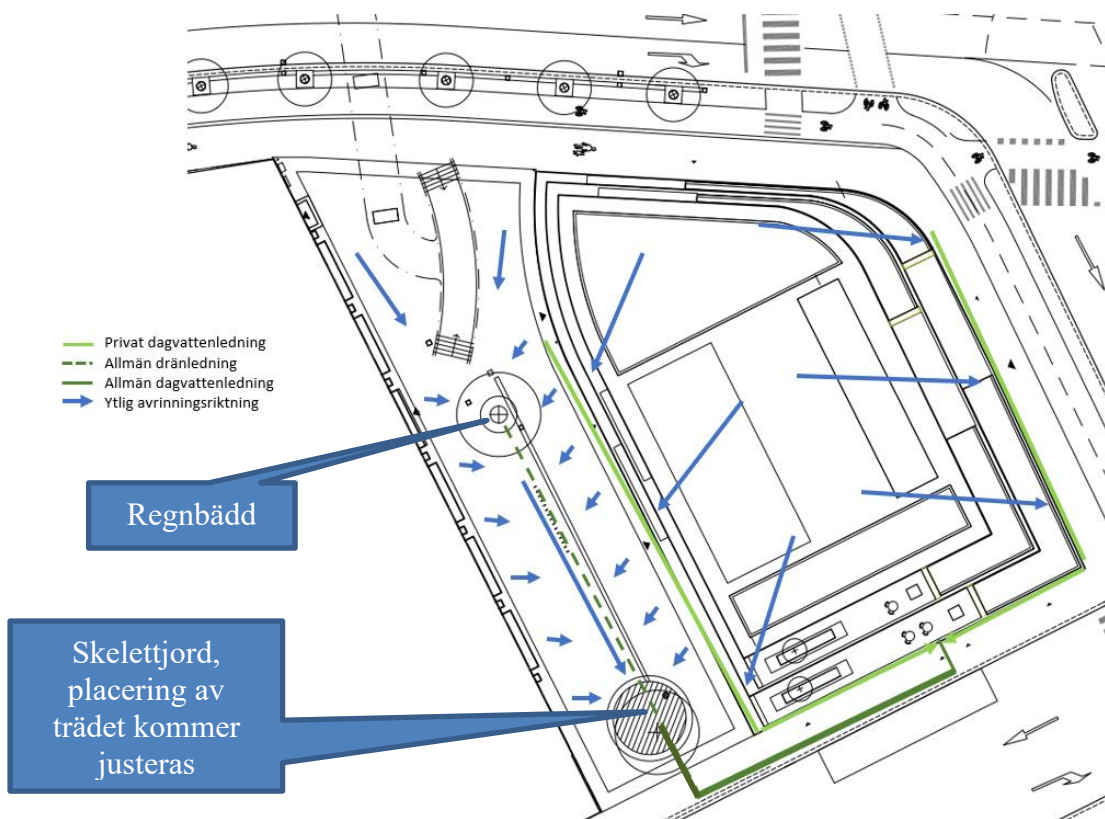 Privat dagvattenledning
Allmän dränledning
Allmän dagvattenledning
Ytlig avrinningsriktning
Regnbädd
Skelettjord,
placering av
trädet kommer
justeras